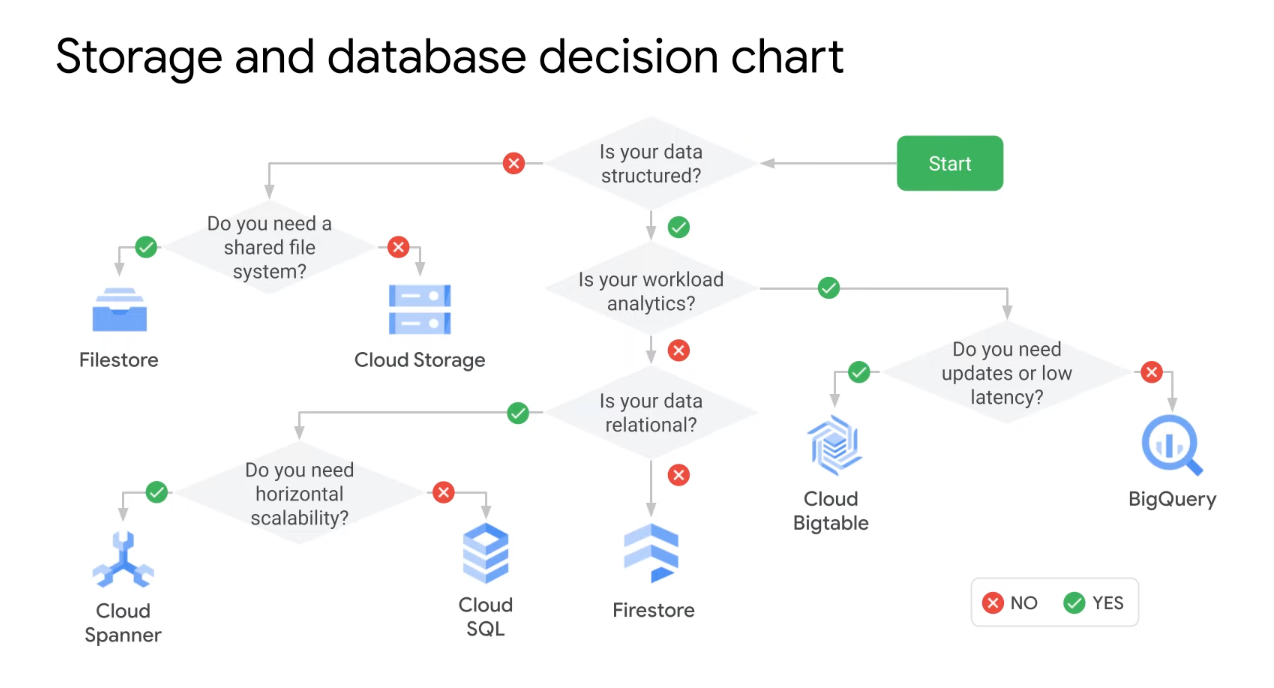 Storage and database decision chart
Is your data
structured?
Start
Do you need a
shared file
system?
Is your workload
analytics?
Filestore
Cloud Storage
Do you need
updates or low
latency?
Is your data
relational?
Do you need
horizontal
scalability?
Cloud
Bigtable
BigQuery
Cloud
Spanner
Cloud
SQL
Firestore
NO
YES